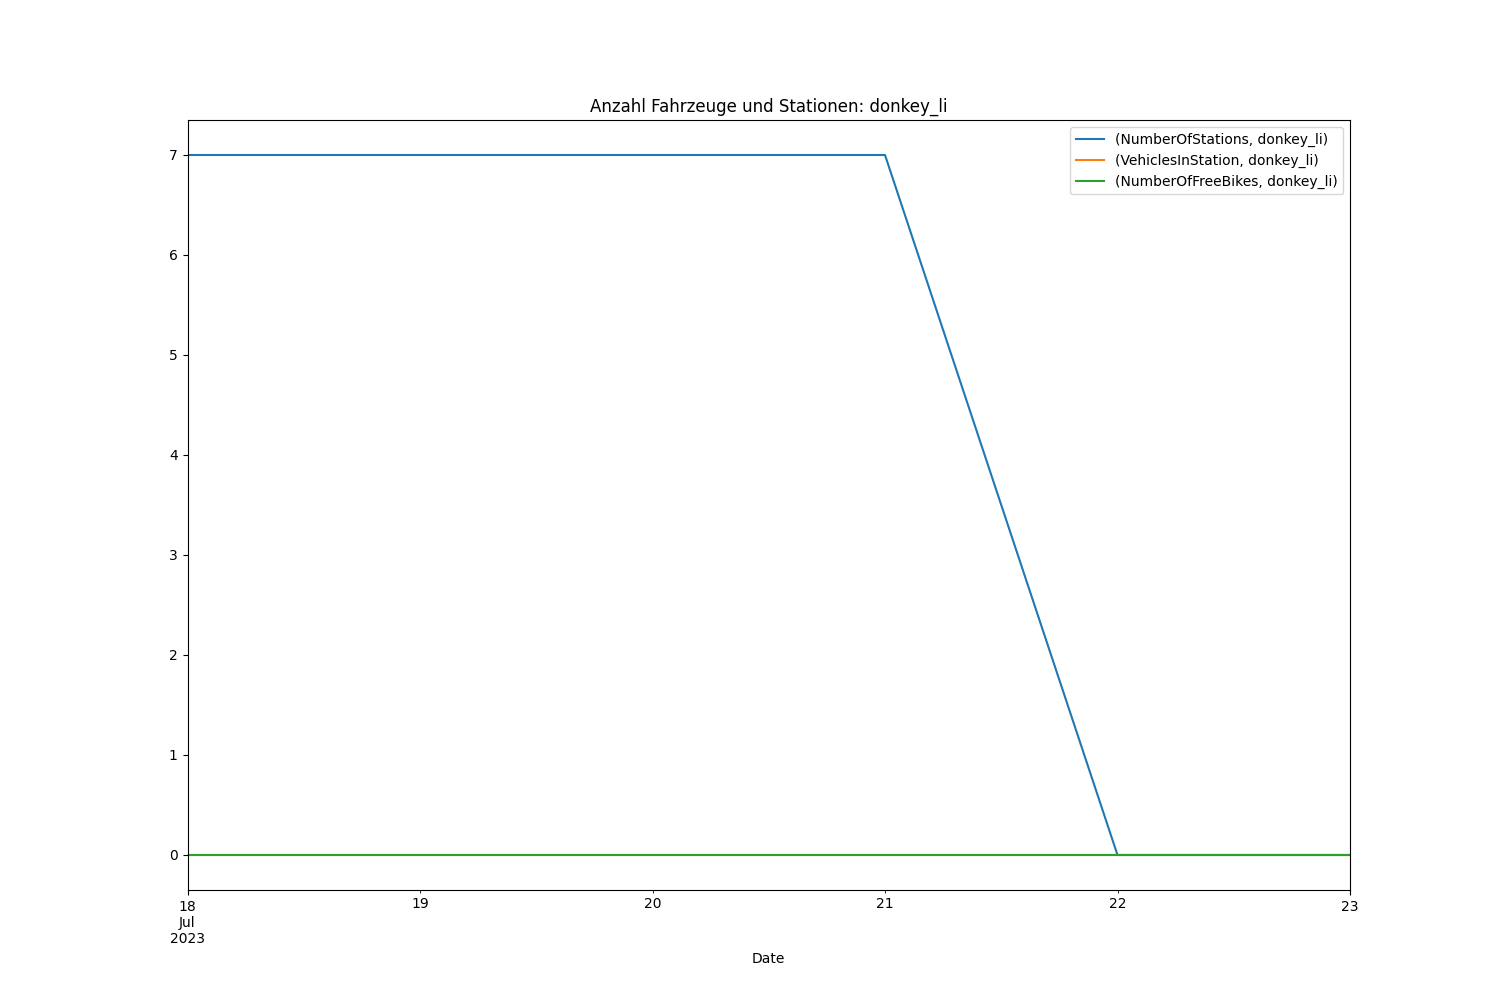 Anzahl Fahrzeuge und Stationen: donkey_li
(NumberOfStations, donkey_li)
(VehiclesInStation, donkey_li)
(NumberOfFreeBikes, donkey_li)
7
6
5
4
3
2
1
0
18 19 20 21 22 23
Jul
2023
Date